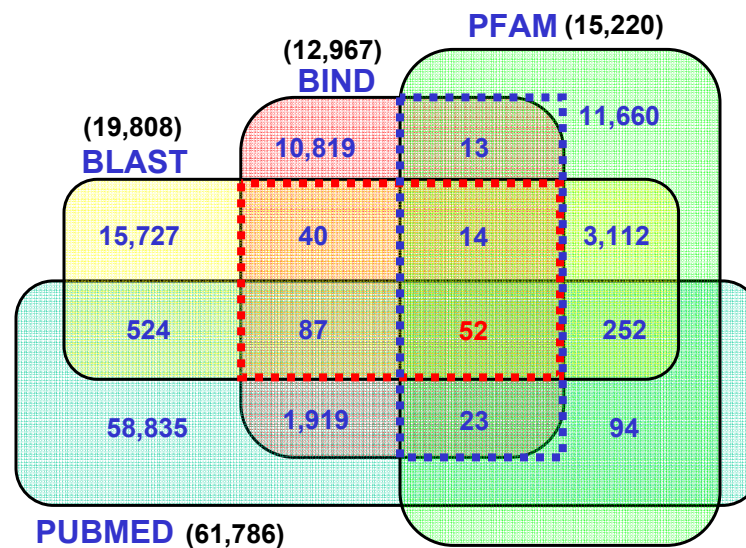 PFAM (15,220)
(12,967)
BIND
(19,808)
BLAST
11,660
10,819 13
15,727 40 14 3,112
524 87 52 252
58,835 1,919 23 94
PUBMED (61,786)